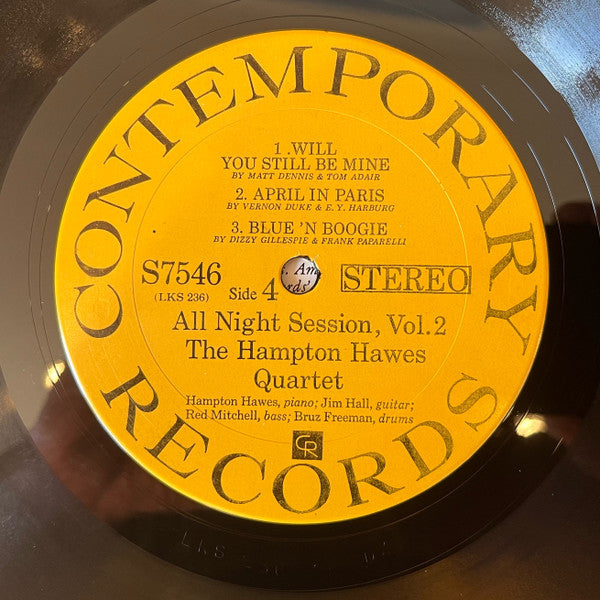 CONTEMPORARY
1 .WILL
YOU STILL BE MINE
BY MATT DENNIS & TOM ADAIR
2. APRIL IN PARIS
BY VERNON DUKE & E. Y. HARBURG
3. BLUE 'N BOOGIE
BY DIZZY GILLESPIE & FRANK PAPARELLI
S7546
(LKS 236)
Side 4
Am
rds'
STEREO
All Night Session, Vol. 2
The Hampton Hawes
Quartet
Hampton Hawes, piano; Jim Hall, guitar;
Red Mitchell, bass; Bruz Freeman, drums
CR
RECORDS
LKS